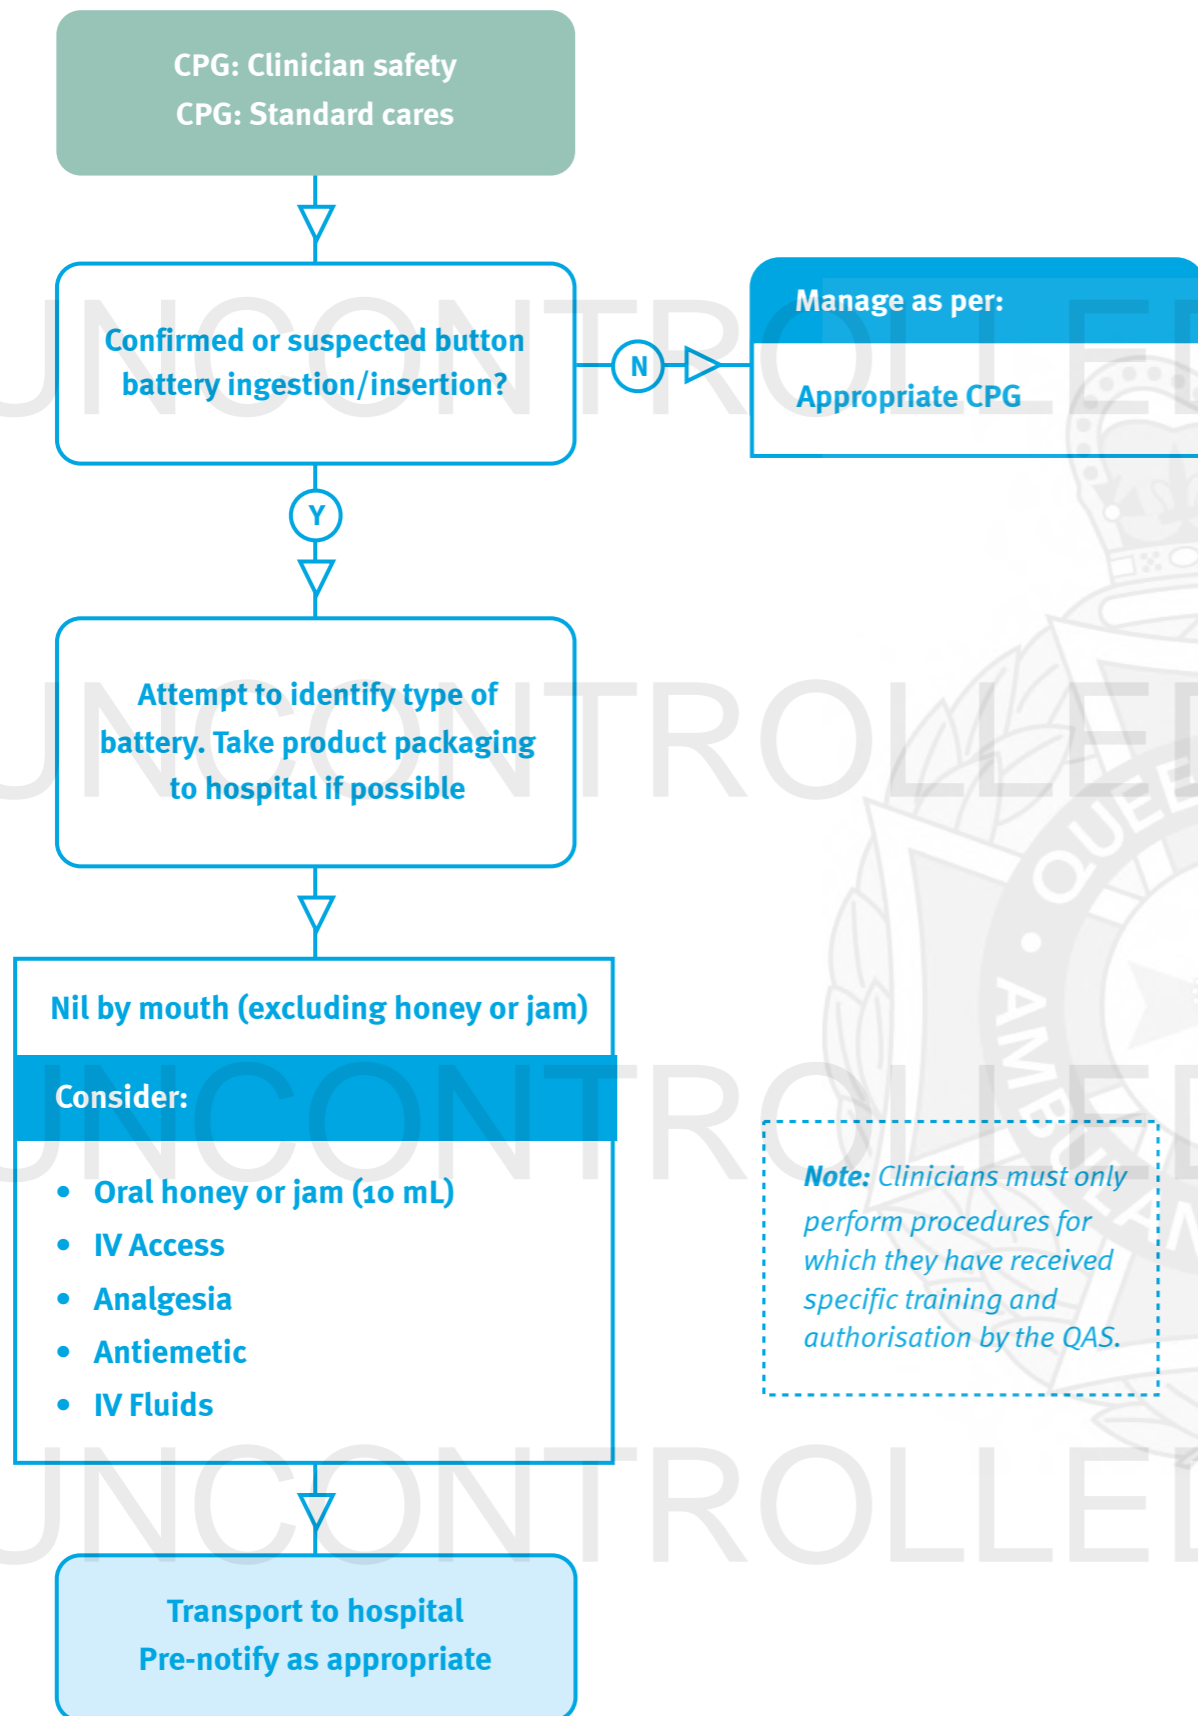 CPG: Clinician safety
CPG: Standard cares
Confirmed or suspected button
battery ingestion/insertion?
N
Manage as per:
Appropriate CPG
UNCONTROLLED
Y
Attempt to identify type of
battery. Take product packaging
to hospital if possible
UNCONTROLLED
QUEE
AMBULAN
Nil by mouth (excluding honey or jam)
Consider:
UNCONTROLLED
• Oral honey or jam (10 mL)
• IV Access
• Analgesia
• Antiemetic
• IV Fluids
Note: Clinicians must only
perform procedures for
which they have received
specific training and
authorisation by the QAS.
UNCONTROLLED
Transport to hospital
Pre-notify as appropriate